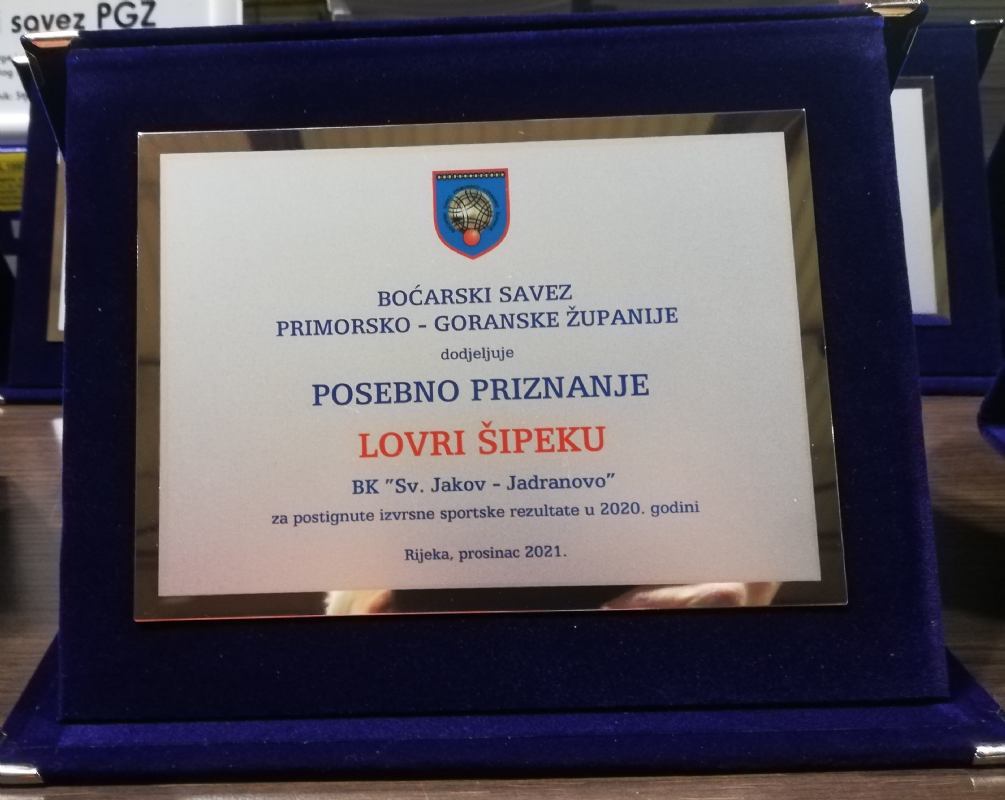 savez PGŽ
BOĆARSKI SAVEZ
PRIMORSKO - GORANSKE ŽUPANIJE
dodjeljuje
POSEBNO PRIZNANJE
LOVRI ŠIPEKU
BK "Sv. Jakov - Jadranovo"
za postignute izvrsne sportske rezultate u 2020. godini
Rijeka, prosinac 2021.